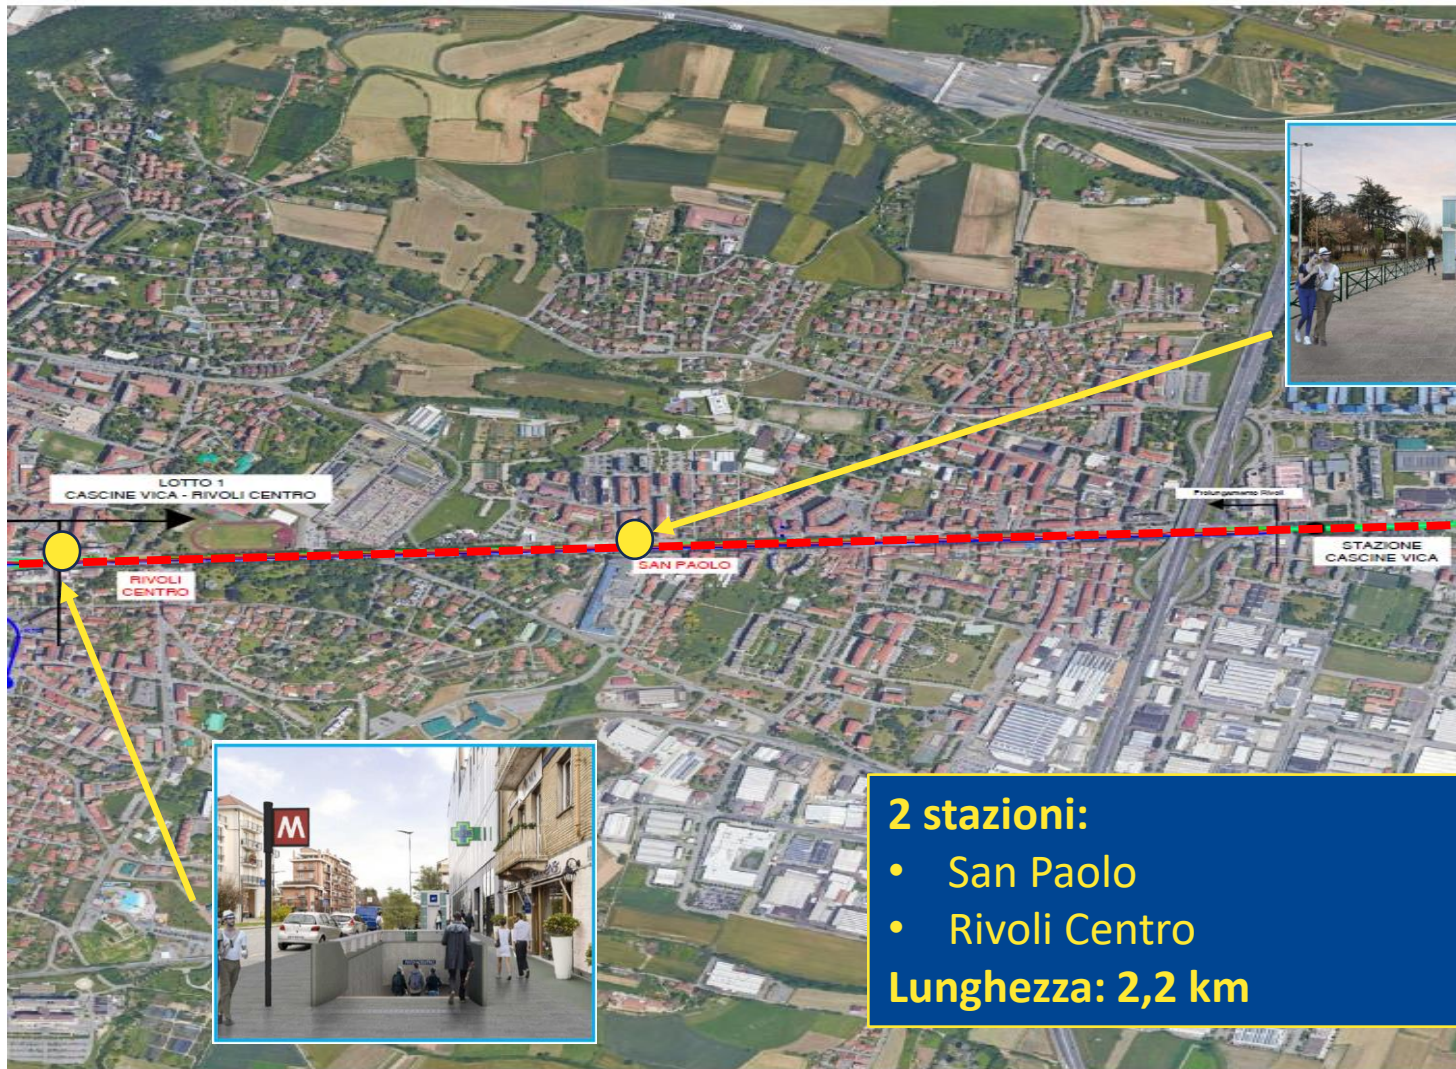 LOTTO 1
CASCINE VICA - RIVOLI CENTRO
Prolungamento Rivoli
STAZIONE
CASCINE VICA
RIVOLI
CENTRO
SAN PAOLO
M
2 stazioni:
• San Paolo
• Rivoli Centro
Lunghezza: 2,2 km